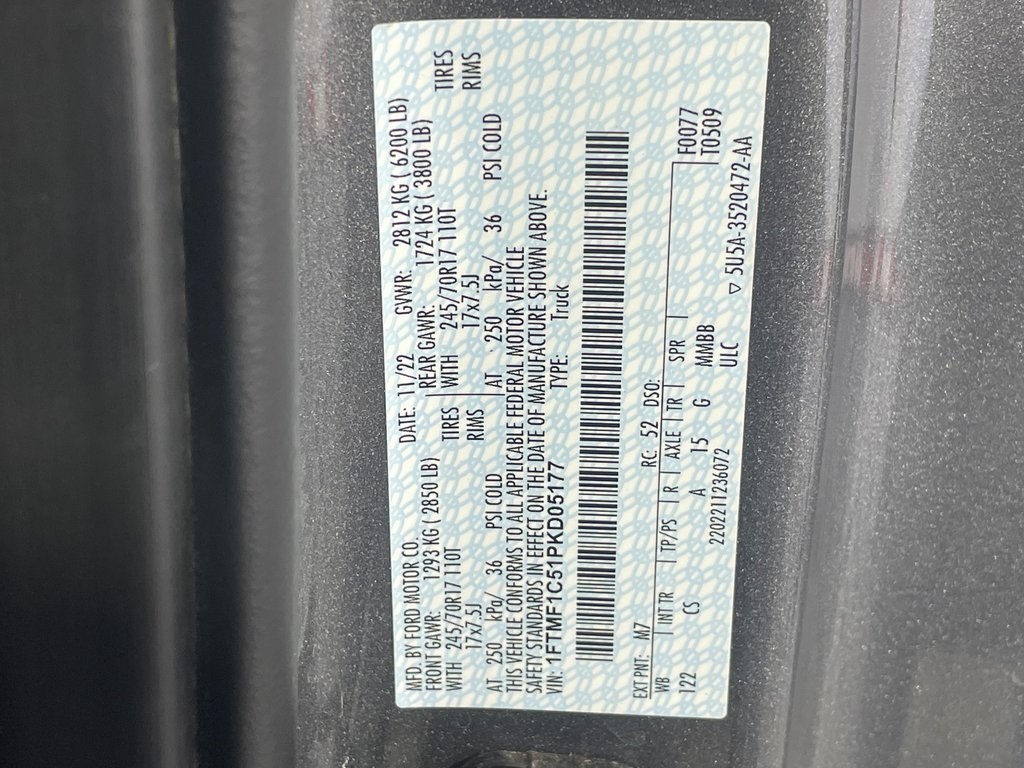 MFD. BY FORD MOTOR CO. DATE: 11/22 GVWR: 2812 KG ( 6200 LB)
FRONT GAWR: 1293 KG ( 2850 LB) REAR GAWR: 1724 KG ( 3800 LB)
WITH 245/70R17 110T TIRES WITH 245/70R17 110T TIRES
17x7.5J RIMS 17x7.5J RIMS
AT 250 kPa/ 36 PSI COLD AT 250 kPa/ 36 PSI COLD
THIS VEHICLE CONFORMS TO ALL APPLICABLE FEDERAL MOTOR VEHICLE
SAFETY STANDARDS IN EFFECT ON THE DATE OF MANUFACTURE SHOWN ABOVE.
VIN: 1FTMF1C51PKD05177 TYPE: Truck
EXT PNT: M7 RC: 52 DSO: F0077
WB INT TR TP/PS R AXLE TR SPR T0509
122 CS A 15 G MMBB
2202211236072 ULC ▽ 5U5A-3520472-AA